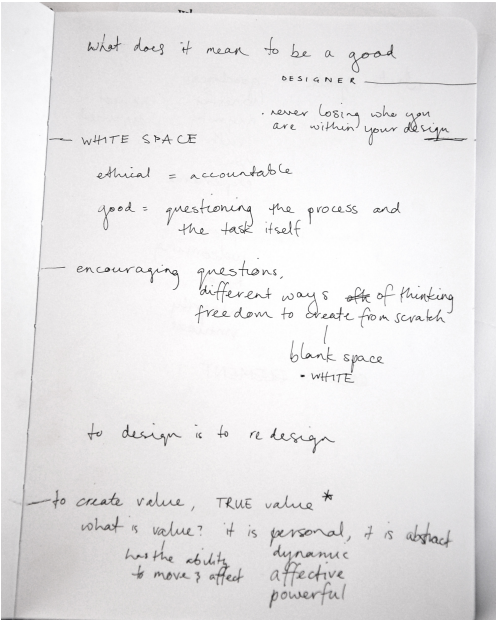 what does it mean to be a good
DESIGNER
· never losing who you
are within your design
— WHITE SPACE
ethical = accountable
good = questioning the process and
the task itself
— encouraging questions,
different ways of thinking
freedom to create from scratch
blank space
• WHITE
to design is to redesign
— to create value, TRUE value *
what is value? it is personal, it is abstract
has the ability dynamic
to move & affect affective
powerful